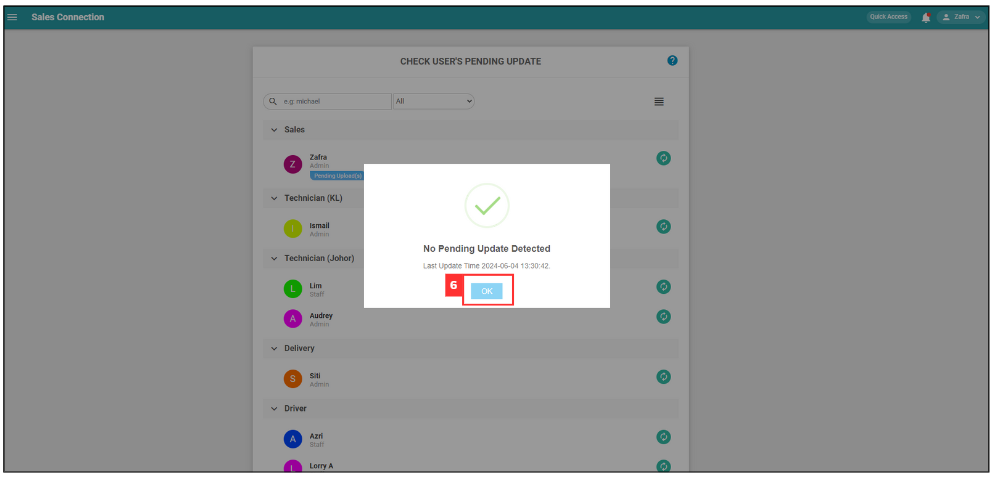 Sales Connection
Quick Access
Zafra
CHECK USER'S PENDING UPDATE
?
e.g: michael
All
Sales
Z
Zafra
Admin
Pending Upload(s)
Technician (KL)
I
Ismail
Admin
Technician (Johor)
L
Lim
Staff
A
Audrey
Admin
Delivery
S
Siti
Admin
Driver
A
Azri
Staff
L
Lorry A
No Pending Update Detected
Last Update Time 2024-06-04 13:30:42
6
OK